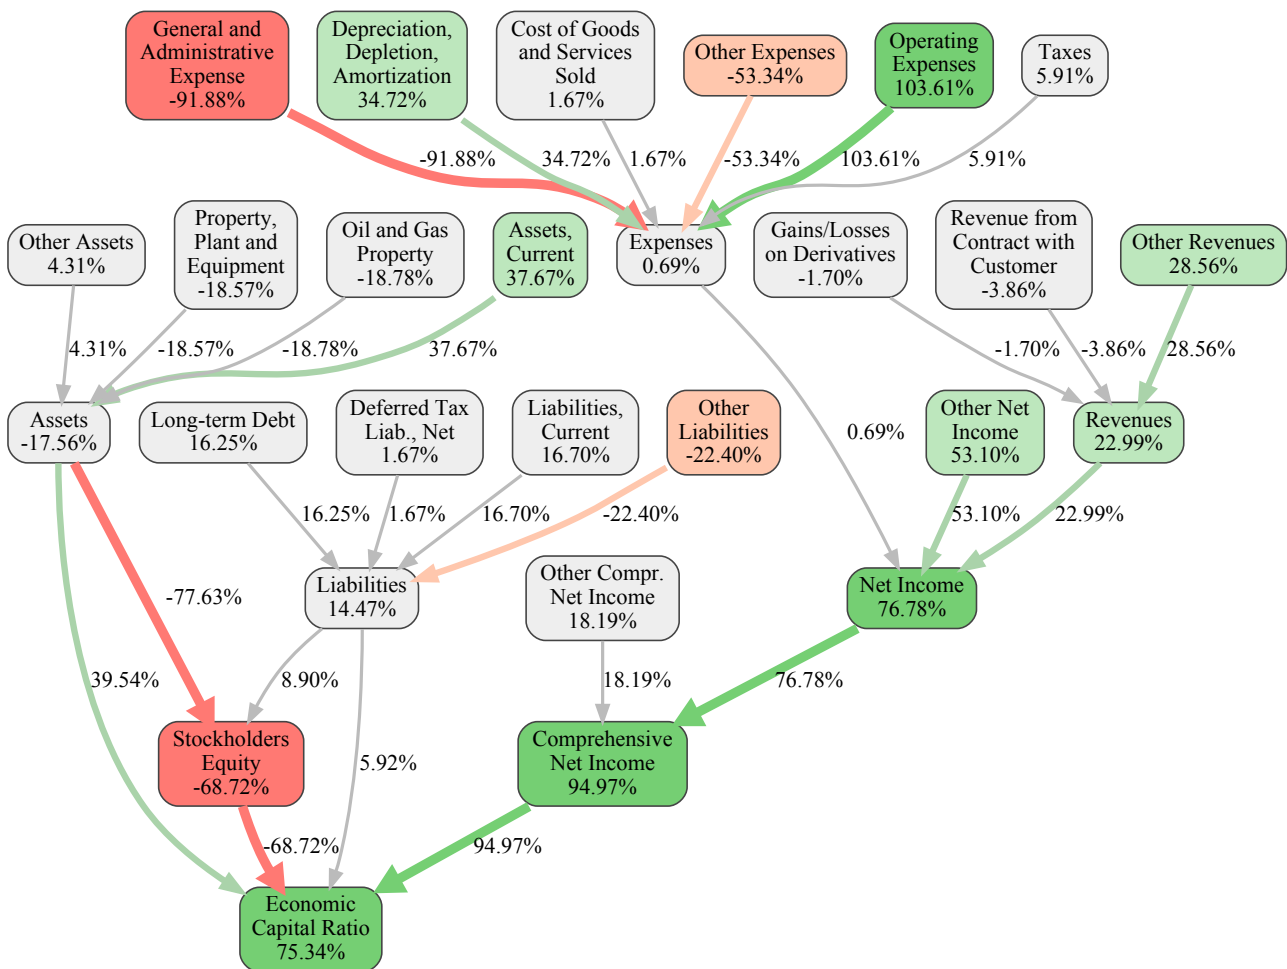 General and
Administrative
Expense
-91.88%
Depreciation,
Depletion,
Amortization
34.72%
Cost of Goods
and Services
Sold
1.67%
Other Expenses
-53.34%
Operating
Expenses
103.61%
Taxes
5.91%
-91.88%
34.72%
1.67%
-53.34%
103.61%
5.91%
Other Assets
4.31%
Property,
Plant and
Equipment
-18.57%
Oil and Gas
Property
-18.78%
Assets,
Current
37.67%
Expenses
0.69%
Gains/Losses
on Derivatives
-1.70%
Revenue from
Contract with
Customer
-3.86%
Other Revenues
28.56%
4.31%
-18.57%
-18.78%
37.67%
-1.70%
-3.86%
28.56%
Assets
-17.56%
Long-term Debt
16.25%
Deferred Tax
Liab., Net
1.67%
Liabilities,
Current
16.70%
Other
Liabilities
-22.40%
0.69%
Other Net
Income
53.10%
Revenues
22.99%
16.25%
1.67%
16.70%
-22.40%
53.10%
22.99%
-77.63%
Liabilities
14.47%
Other Compr.
Net Income
18.19%
Net Income
76.78%
39.54%
8.90%
18.19%
76.78%
Stockholders
Equity
-68.72%
5.92%
Comprehensive
Net Income
94.97%
-68.72%
94.97%
Economic
Capital Ratio
75.34%